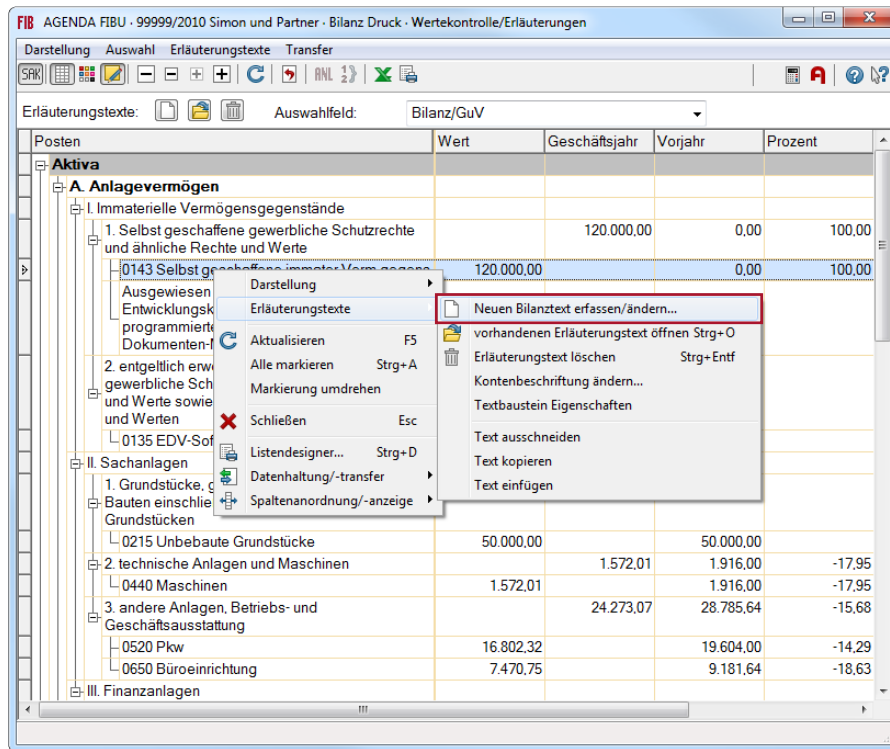 FIB AGENDA FIBU · 99999/2010 Simon und Partner · Bilanz Druck · Wertekontrolle/Erläuterungen
Darstellung Auswahl Erläuterungstexte Transfer
SAK ANL
Erläuterungstexte: Auswahlfeld: Bilanz/GuV
Posten Wert Geschäftsjahr Vorjahr Prozent
Aktiva
A. Anlagevermögen
I. Immaterielle Vermögensgegenstände
1. Selbst geschaffene gewerbliche Schutzrechte 120.000,00 0,00 100,00
und ähnliche Rechte und Werte
0143 Selbst geschaffene immater Verm.gegens 120.000,00 0,00 100,00
Darstellung
Ausgewiesen
Erläuterungstexte Neuen Bilanztext erfassen/ändern...
Entwicklungsk
programmierte vorhandenen Erläuterungstext öffnen Strg+O
Aktualisieren F5
Dokumenten- Erläuterungstext löschen Strg+Entf
Alle markieren Strg+A
2. entgeltlich erw Kontenbeschriftung ändern...
gewerbliche Sch Markierung umdrehen
und Werte sowie Textbaustein Eigenschaften
und Werten Schließen Esc
0135 EDV-Sof Text ausschneiden
Listendesigner... Strg+D
II. Sachanlagen Text kopieren
Datenhaltung/-transfer
1. Grundstücke, g Text einfügen
Bauten einschlie Spaltenanordnung/-anzeige
Grundstücken
0215 Unbebaute Grundstücke 50.000,00 50.000,00
2. technische Anlagen und Maschinen 1.572,01 1.916,00 -17,95
0440 Maschinen 1.572,01 1.916,00 -17,95
3. andere Anlagen, Betriebs- und 24.273,07 28.785,64 -15,68
Geschäftsausstattung
0520 Pkw 16.802,32 19.604,00 -14,29
0650 Büroeinrichtung 7.470,75 9.181,64 -18,63
III. Finanzanlagen